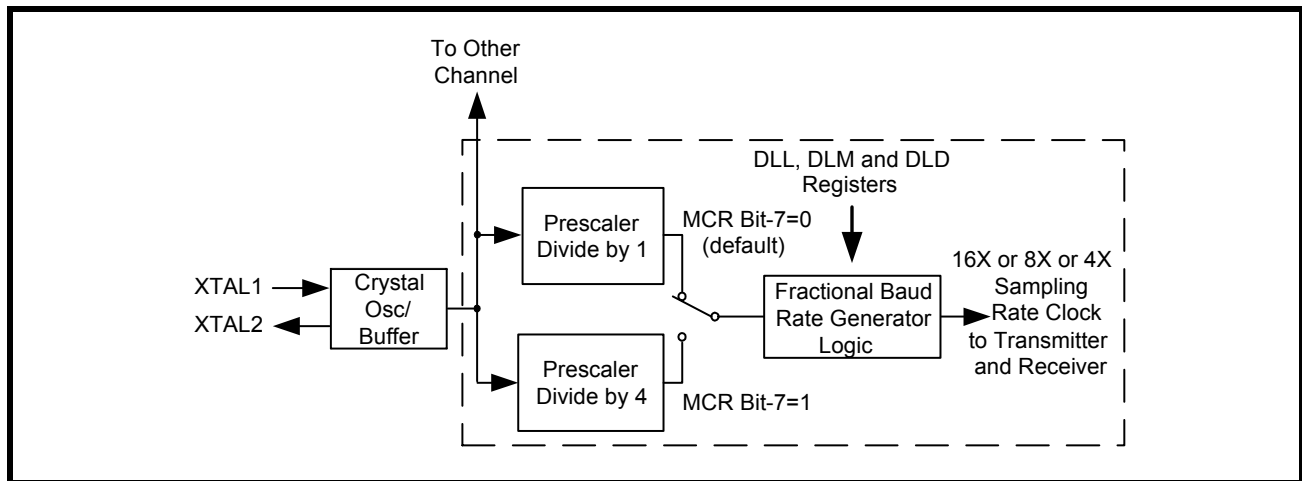 To Other
Channel
DLL, DLM and DLD
Registers
Prescaler
Divide by 1
MCR Bit-7=0
(default)
16X or 8X or 4X
Sampling
Rate Clock
to Transmitter
and Receiver
XTAL1
XTAL2
Crystal
Osc/
Buffer
Fractional Baud
Rate Generator
Logic
Prescaler
Divide by 4
MCR Bit-7=1